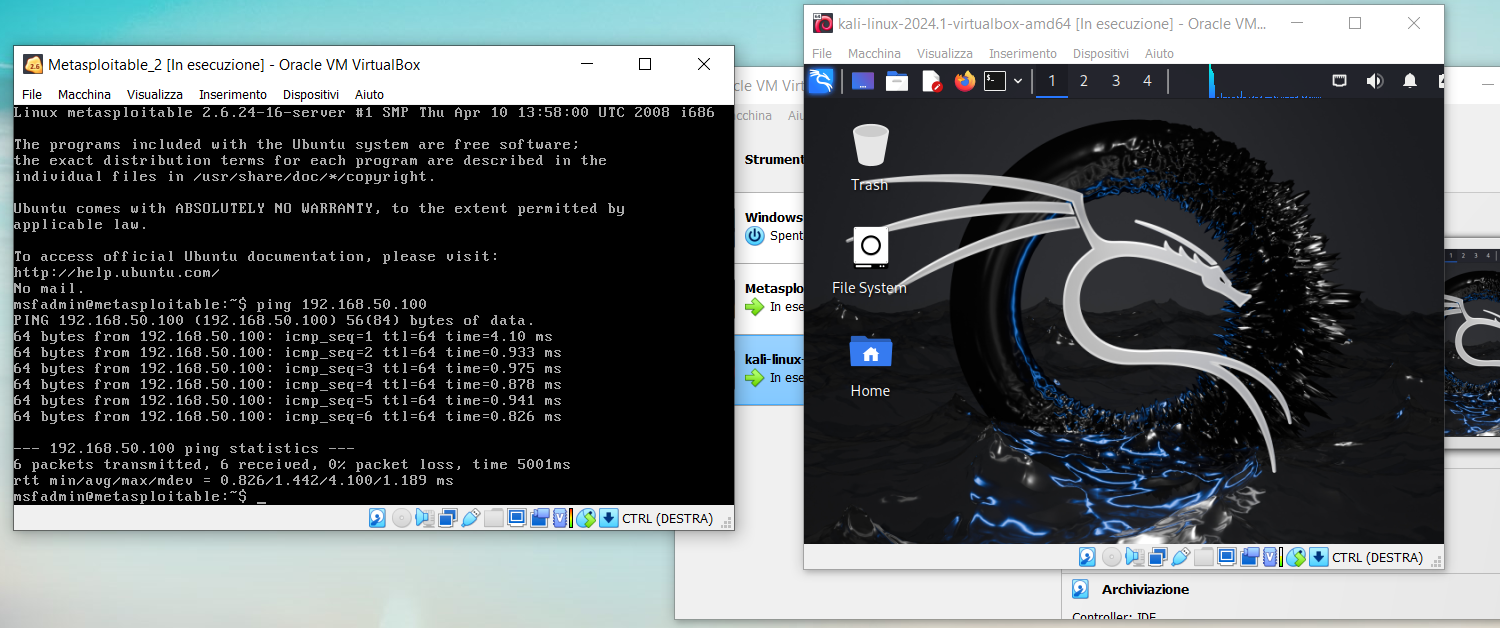 Metasploitable_2 [In esecuzione] - Oracle VM VirtualBox
File Macchina Visualizza Inserimento Dispositivi Aiuto
Linux metasploitable 2.6.24-16-server #1 SMP Thu Apr 10 13:58:00 UTC 2008 i686
The programs included with the Ubuntu system are free software;
the exact distribution terms for each program are described in the
individual files in /usr/share/doc/*/copyright.
Ubuntu comes with ABSOLUTELY NO WARRANTY, to the extent permitted by
applicable law.
To access official Ubuntu documentation, please visit:
http://help.ubuntu.com/
No mail.
msfadmin@metasploitable:~$ ping 192.168.50.100
PING 192.168.50.100 (192.168.50.100) 56(84) bytes of data.
64 bytes from 192.168.50.100: icmp_seq=1 ttl=64 time=4.10 ms
64 bytes from 192.168.50.100: icmp_seq=2 ttl=64 time=0.933 ms
64 bytes from 192.168.50.100: icmp_seq=3 ttl=64 time=0.975 ms
64 bytes from 192.168.50.100: icmp_seq=4 ttl=64 time=0.878 ms
64 bytes from 192.168.50.100: icmp_seq=5 ttl=64 time=0.941 ms
64 bytes from 192.168.50.100: icmp_seq=6 ttl=64 time=0.826 ms
--- 192.168.50.100 ping statistics ---
6 packets transmitted, 6 received, 0% packet loss, time 5001ms
rtt min/avg/max/mdev = 0.826/1.442/4.100/1.189 ms
msfadmin@metasploitable:~$ _
CTRL (DESTRA)
cle VM Vi
cchina Aiu
Strument
Windows
Spent
Metasplo
In ese
kali-linux-
In ese
kali-linux-2024.1-virtualbox-amd64 [In esecuzione] - Oracle VM...
File Macchina Visualizza Inserimento Dispositivi Aiuto
1 2 3 4
Trash
File System
Home
CTRL (DESTRA)
1 2 3 4
Archiviazione
Controller: IDE